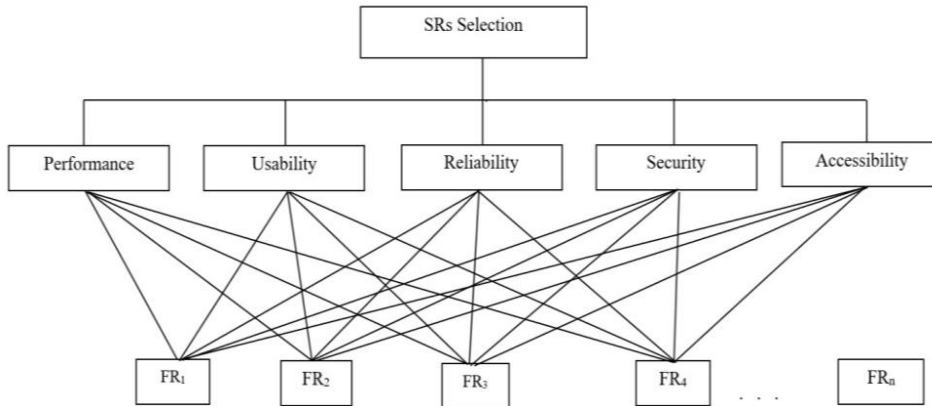 SRs Selection
Performance
Usability
Reliability
Security
Accessibility
FR₁
FR₂
FR₃
FR₄
. . .
FRₙ